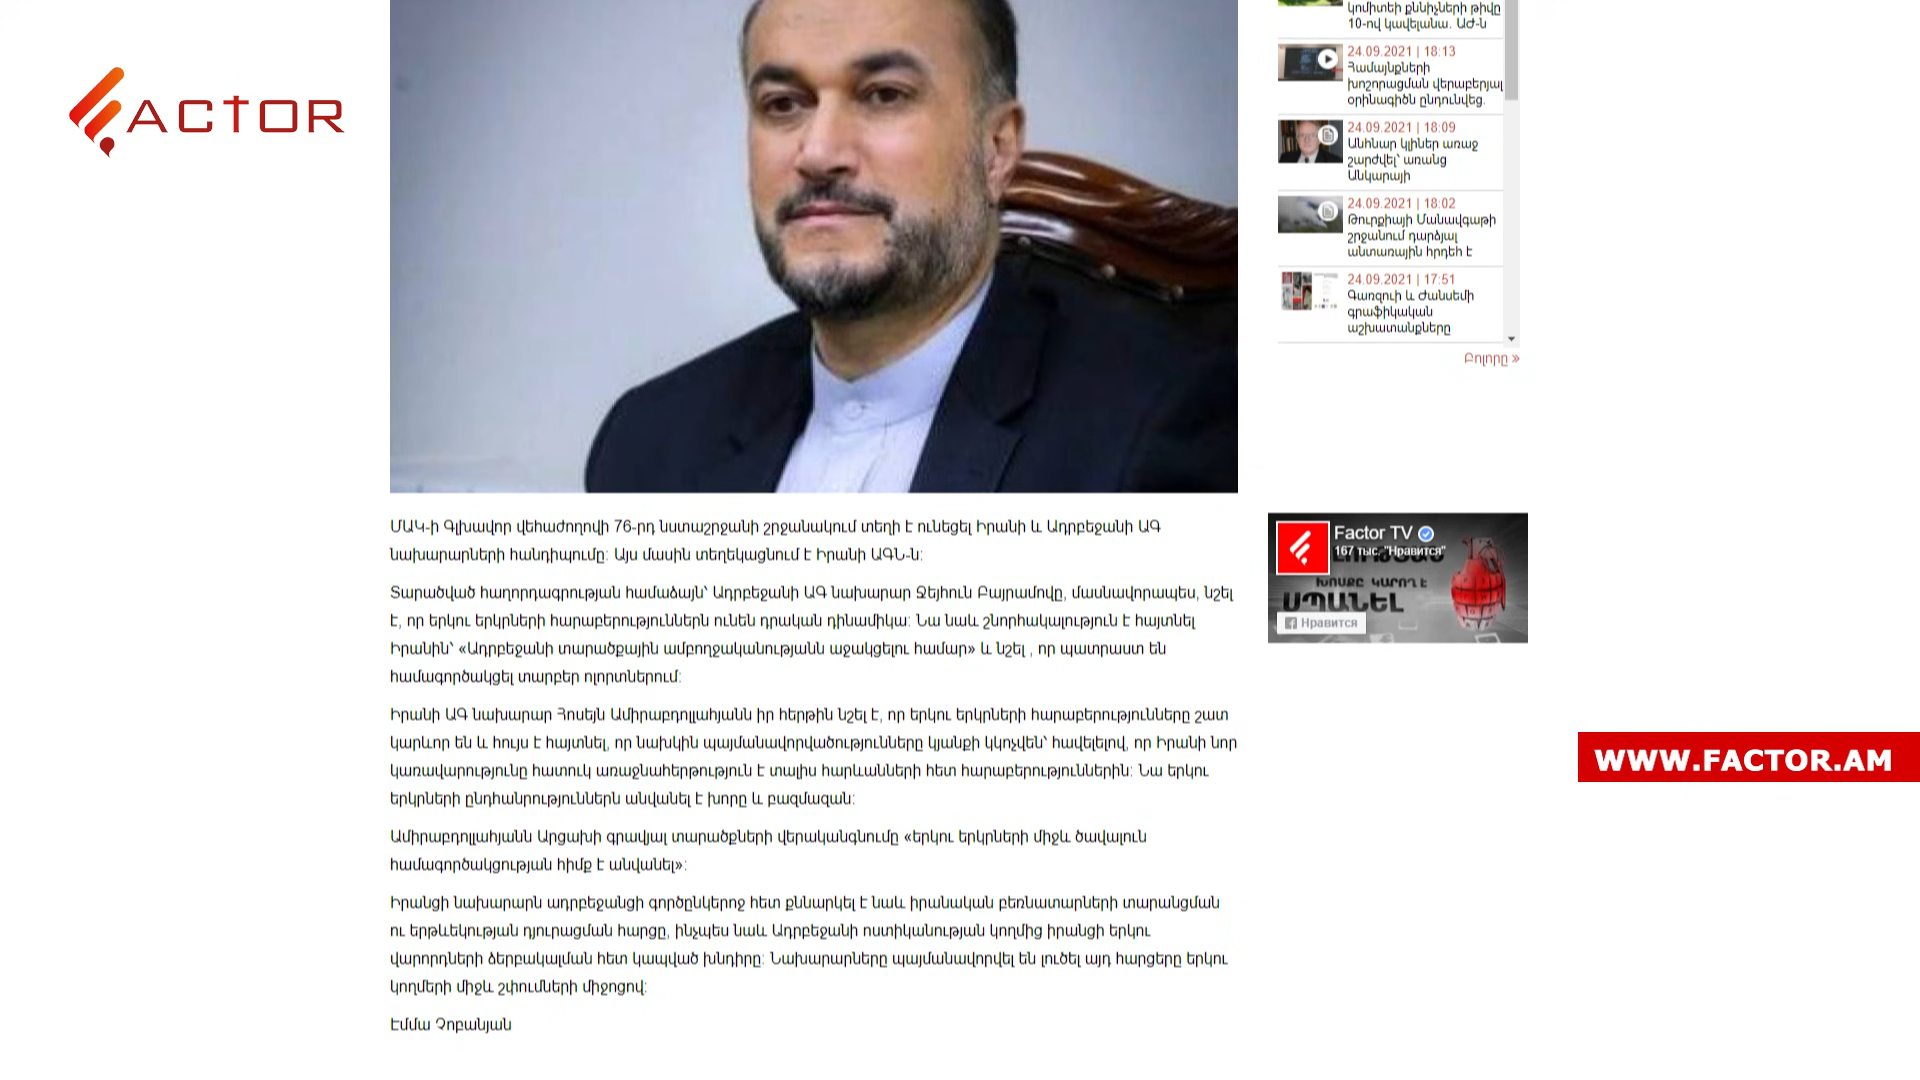 ACTOR
կոմիտեի քննիչների թիվը
10-ով կավելանա. ԱԺ-ն
24.09.2021 | 18:13
Համայնքների
խոշորացման վերաբերյալ
օրինագիծն ընդունվեց.
24.09.2021 | 18:09
Անհնար կլիներ առաջ
շարժվել՝ առանց
Անկարայի
24.09.2021 | 18:02
Թուրքիայի Մանավգաթի
շրջանում դարձյալ
անտառային հրդեհ է
24.09.2021 | 17:51
Գառզուի և Ժանսեմի
գրաֆիկական
աշխատանքները
Բոլորը »
ՄԱԿ-ի Գլխավոր վեհաժողովի 76-րդ նստաշրջանի շրջանակում տեղի է ունեցել Իրանի և Ադրբեջանի ԱԳ
նախարարների հանդիպումը: Այս մասին տեղեկացնում է Իրանի ԱԳՆ-ն:
Տարածված հաղորդագրության համաձայն՝ Ադրբեջանի ԱԳ նախարար Ջեյհուն Բայրամովը, մասնավորապես, նշել
է, որ երկու երկրների հարաբերություններն ունեն դրական դինամիկա: Նա նաև շնորհակալություն է հայտնել
Իրանին՝ «Ադրբեջանի տարածքային ամբողջականությանն աջակցելու համար» և նշել , որ պատրաստ են
համագործակցել տարբեր ոլորտներում:
Իրանի ԱԳ նախարար Հոսեյն Ամիրաբդոլլահյանն իր հերթին նշել է, որ երկու երկրների հարաբերությունները շատ
կարևոր են և հույս է հայտնել, որ նախկին պայմանավորվածությունները կյանքի կկոչվեն՝ հավելելով, որ Իրանի նոր
կառավարությունը հատուկ առաջնահերթություն է տալիս հարևանների հետ հարաբերություններին: Նա երկու
երկրների ընդհանրություններն անվանել է խորը և բազմազան:
Ամիրաբդոլլահյանն Արցախի գրավյալ տարածքների վերականգնումը «երկու երկրների միջև ծավալուն
համագործակցության հիմք է անվանել»:
Իրանցի նախարարն ադրբեջանցի գործընկերոջ հետ քննարկել է նաև իրանական բեռնատարների տարանցման
ու երթևեկության դյուրացման հարցը, ինչպես նաև Ադրբեջանի ոստիկանության կողմից իրանցի երկու
վարորդների ձերբակալման հետ կապված խնդիրը: Նախարարները պայմանավորվել են լուծել այդ հարցերը երկու
կողմերի միջև շփումների միջոցով:
Էմմա Չոբանյան
Factor TV
167 тыс. "Нравится"
ԽՈՍՔԸ ԿԱՐՈՂ Է
ՍՊԱՆԵԼ
Нравится
WWW.FACTOR.AM